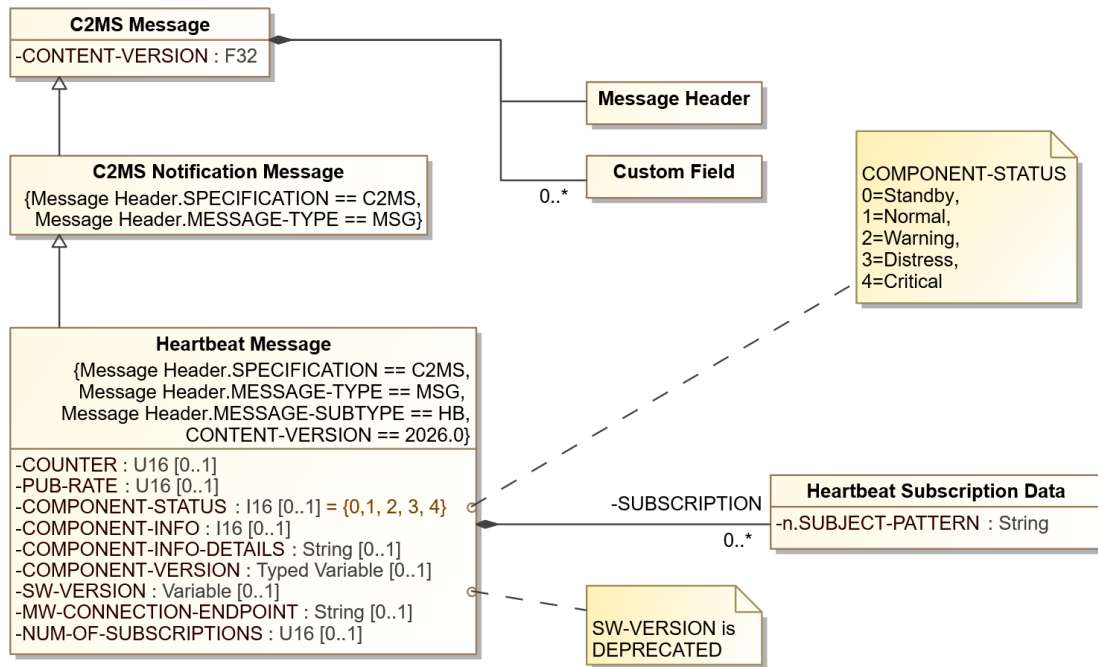 C2MS Message
-CONTENT-VERSION : F32
Message Header
Custom Field
0..*
C2MS Notification Message
{Message Header.SPECIFICATION == C2MS,
Message Header.MESSAGE-TYPE == MSG}
COMPONENT-STATUS
0=Standby,
1=Normal,
2=Warning,
3=Distress,
4=Critical
Heartbeat Message
{Message Header.SPECIFICATION == C2MS,
Message Header.MESSAGE-TYPE == MSG,
Message Header.MESSAGE-SUBTYPE == HB,
CONTENT-VERSION == 2026.0}
-COUNTER : U16 [0..1]
-PUB-RATE : U16 [0..1]
-COMPONENT-STATUS : I16 [0..1] = {0,1, 2, 3, 4}
-COMPONENT-INFO : I16 [0..1]
-COMPONENT-INFO-DETAILS : String [0..1]
-COMPONENT-VERSION : Typed Variable [0..1]
-SW-VERSION : Variable [0..1]
-MW-CONNECTION-ENDPOINT : String [0..1]
-NUM-OF-SUBSCRIPTIONS : U16 [0..1]
-SUBSCRIPTION
0..*
Heartbeat Subscription Data
-n.SUBJECT-PATTERN : String
SW-VERSION is
DEPRECATED